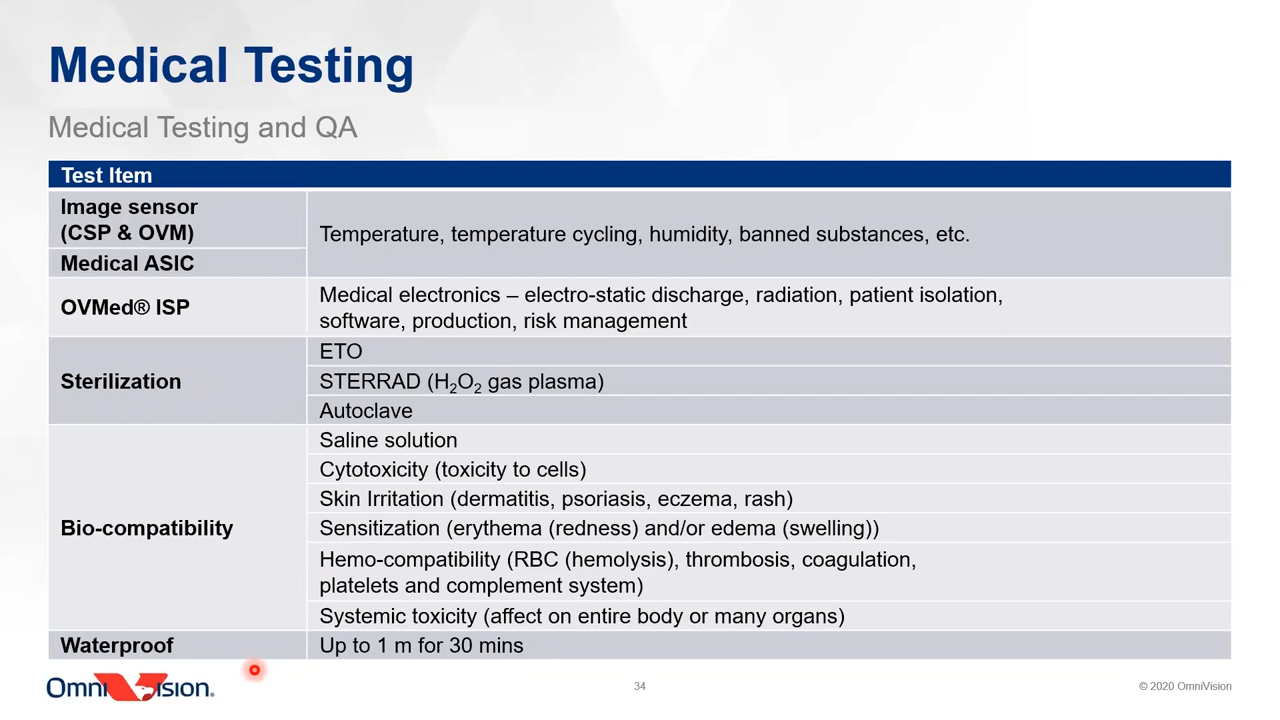 Medical Testing
Medical Testing and QA
Test Item
Image sensor
(CSP & OVM)
Temperature, temperature cycling, humidity, banned substances, etc.
Medical ASIC
OVMed® ISP
Medical electronics – electro-static discharge, radiation, patient isolation,
software, production, risk management
Sterilization
ETO
STERRAD (H₂O₂ gas plasma)
Autoclave
Bio-compatibility
Saline solution
Cytotoxicity (toxicity to cells)
Skin Irritation (dermatitis, psoriasis, eczema, rash)
Sensitization (erythema (redness) and/or edema (swelling))
Hemo-compatibility (RBC (hemolysis), thrombosis, coagulation,
platelets and complement system)
Systemic toxicity (affect on entire body or many organs)
Waterproof
Up to 1 m for 30 mins
OmniVision.
34
© 2020 OmniVision